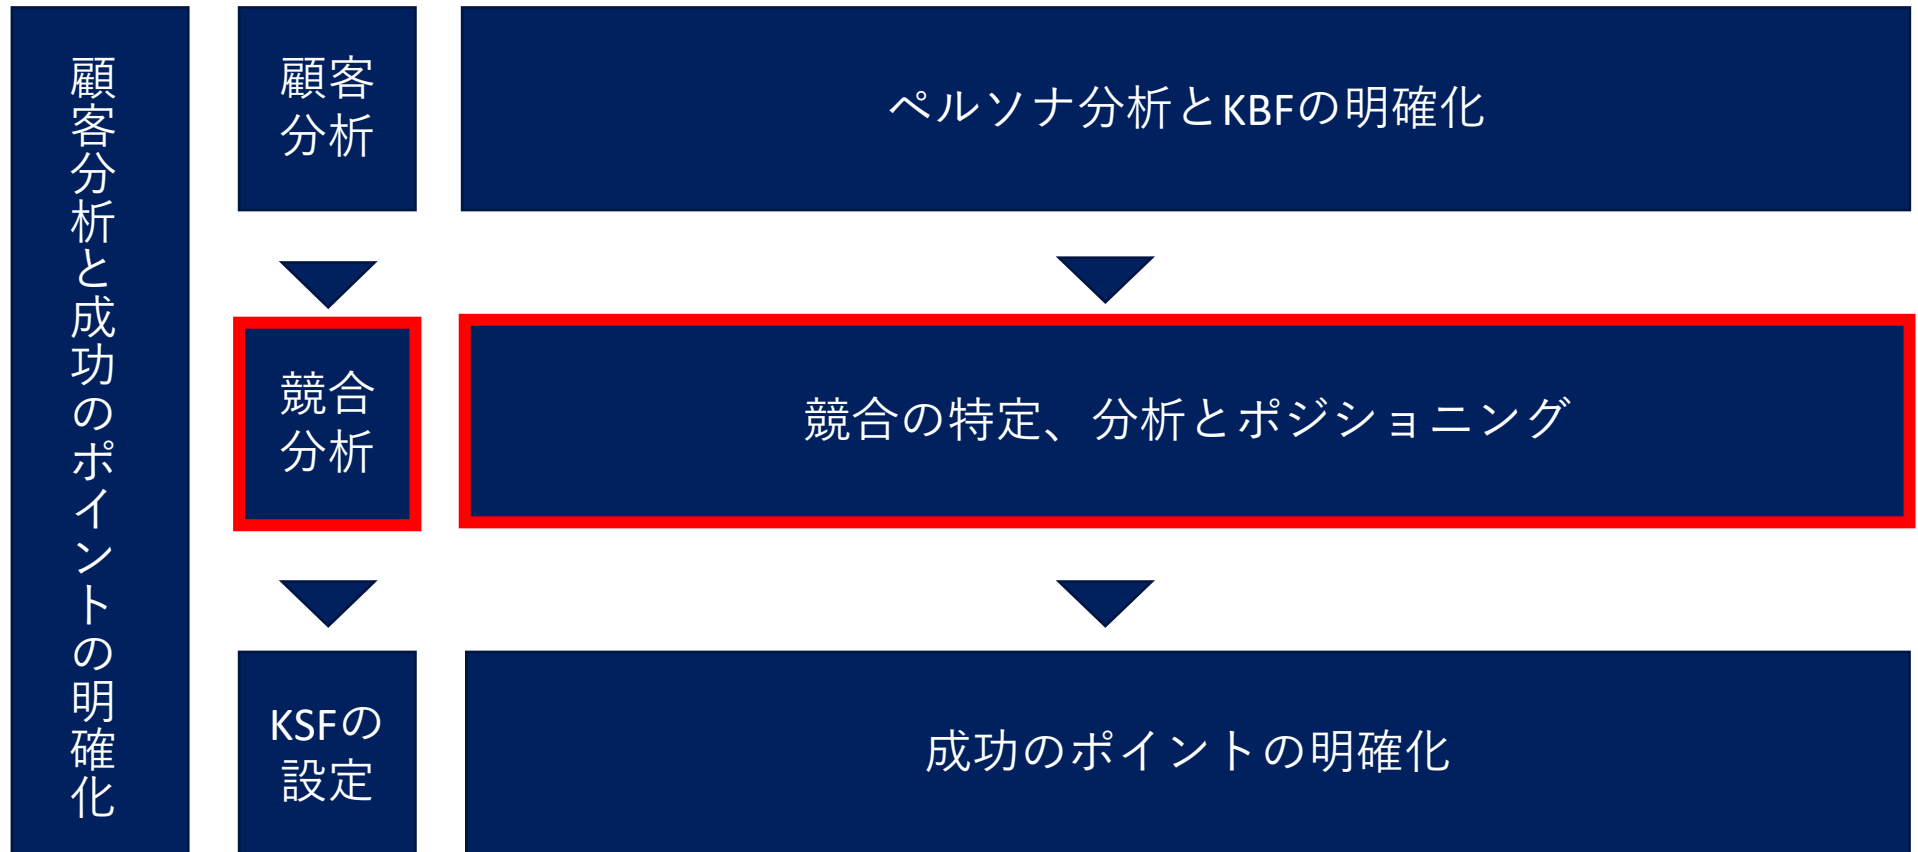 顧客分析と成功のポイントの明確化
顧客
分析
ペルソナ分析とKBFの明確化
競合
分析
競合の特定、分析とポジショニング
KSFの
設定
成功のポイントの明確化